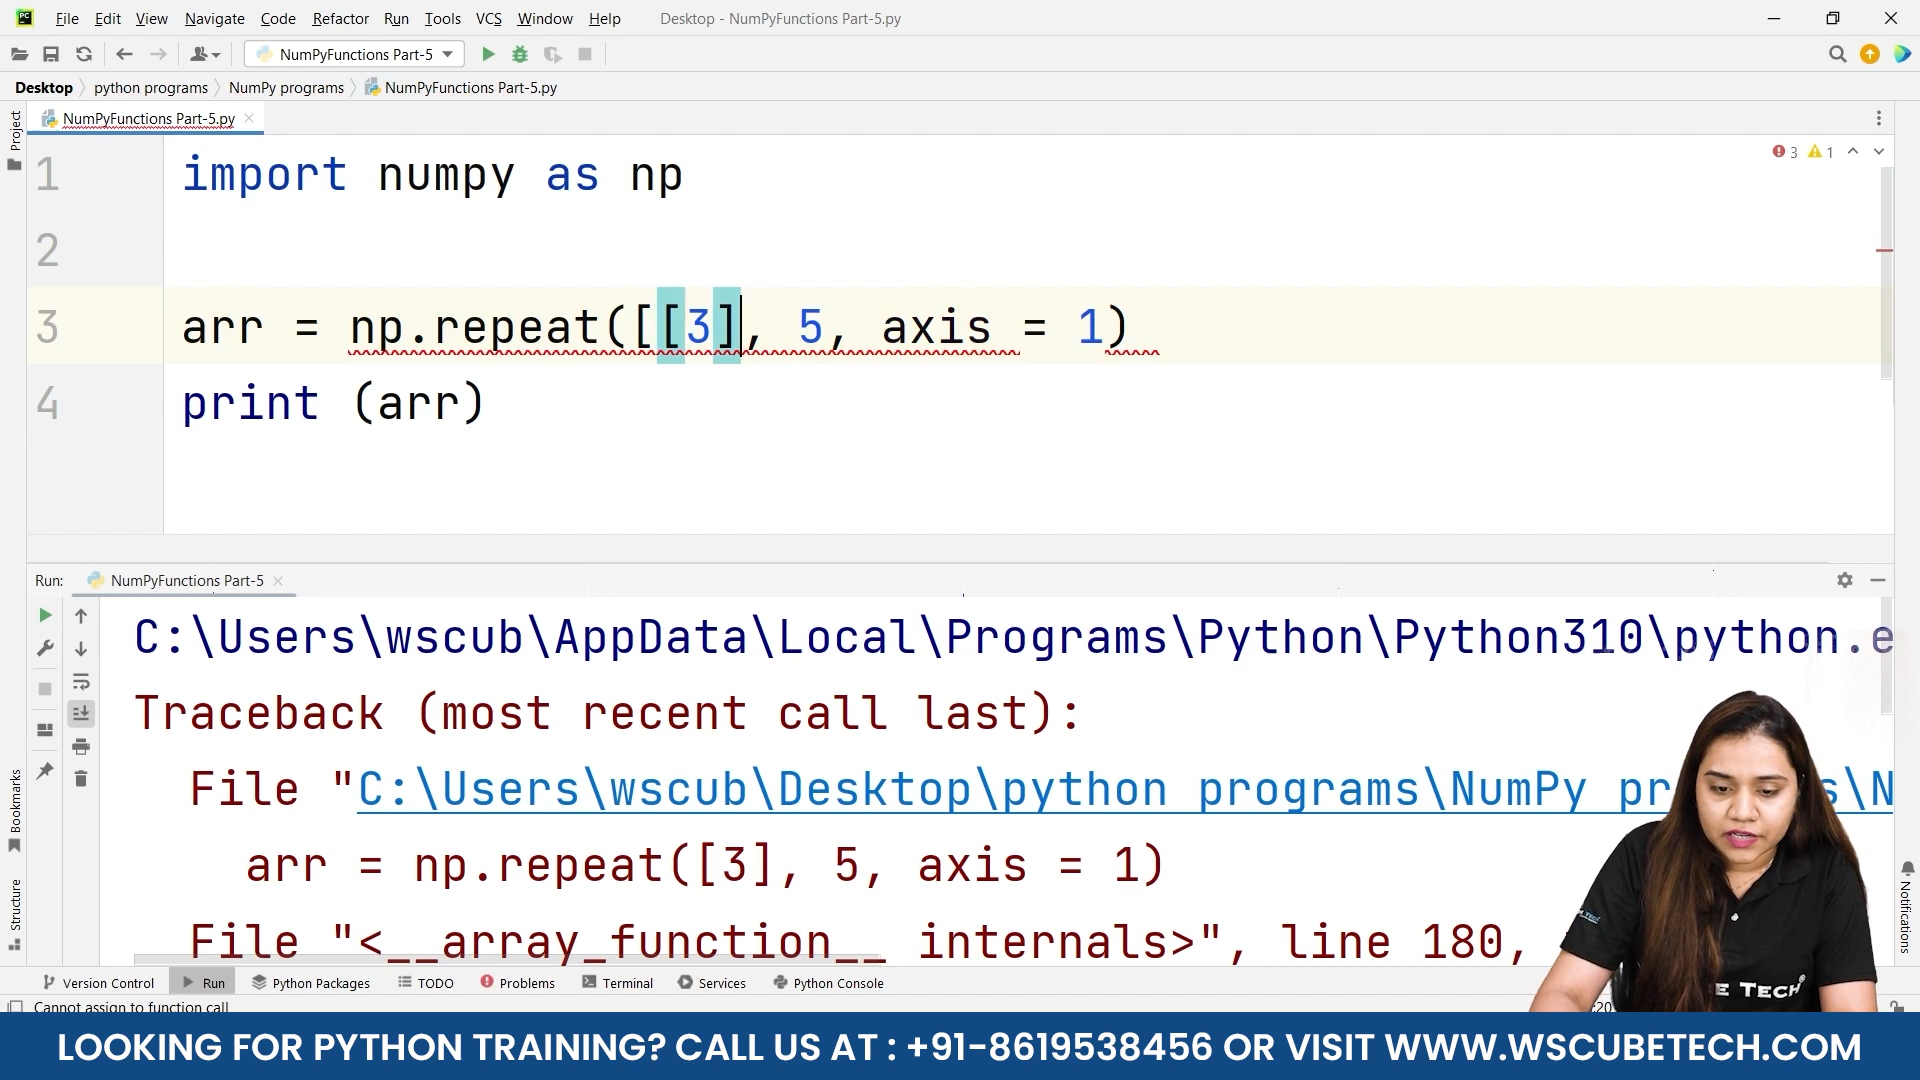 File Edit View Navigate Code Refactor Run Tools VCS Window Help Desktop - NumPyFunctions Part-5.py
NumPyFunctions Part-5
Desktop python programs NumPy programs NumPyFunctions Part-5.py
NumPyFunctions Part-5.py
Project
3 1
1 import numpy as np
2
3 arr = np.repeat([[3], 5, axis = 1)
4 print (arr)
Run: NumPyFunctions Part-5
C:\Users\wscub\AppData\Local\Programs\Python\Python310\python.e
Traceback (most recent call last):
File "C:\Users\wscub\Desktop\python programs\NumPy pr s\N
arr = np.repeat([3], 5, axis = 1)
File "<__array_function__ internals>", line 180,
Bookmarks
Structure
Notifications
Version Control Run Python Packages TODO Problems Terminal Services Python Console
Cannot assign to function call
:20
E TECH
LOOKING FOR PYTHON TRAINING? CALL US AT : +91-8619538456 OR VISIT WWW.WSCUBETECH.COM